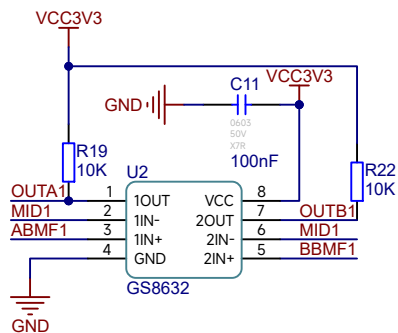 VCC3V3
C11
VCC3V3
GND
0603
50V
X7R
100nF
R19
10K
R22
10K
U2
OUTA1 1 1OUT VCC 8
MID1 2 1IN- 2OUT 7 OUTB1
ABMF1 3 1IN+ 2IN- 6 MID1
4 GND 2IN+ 5 BBMF1
GS8632
GND